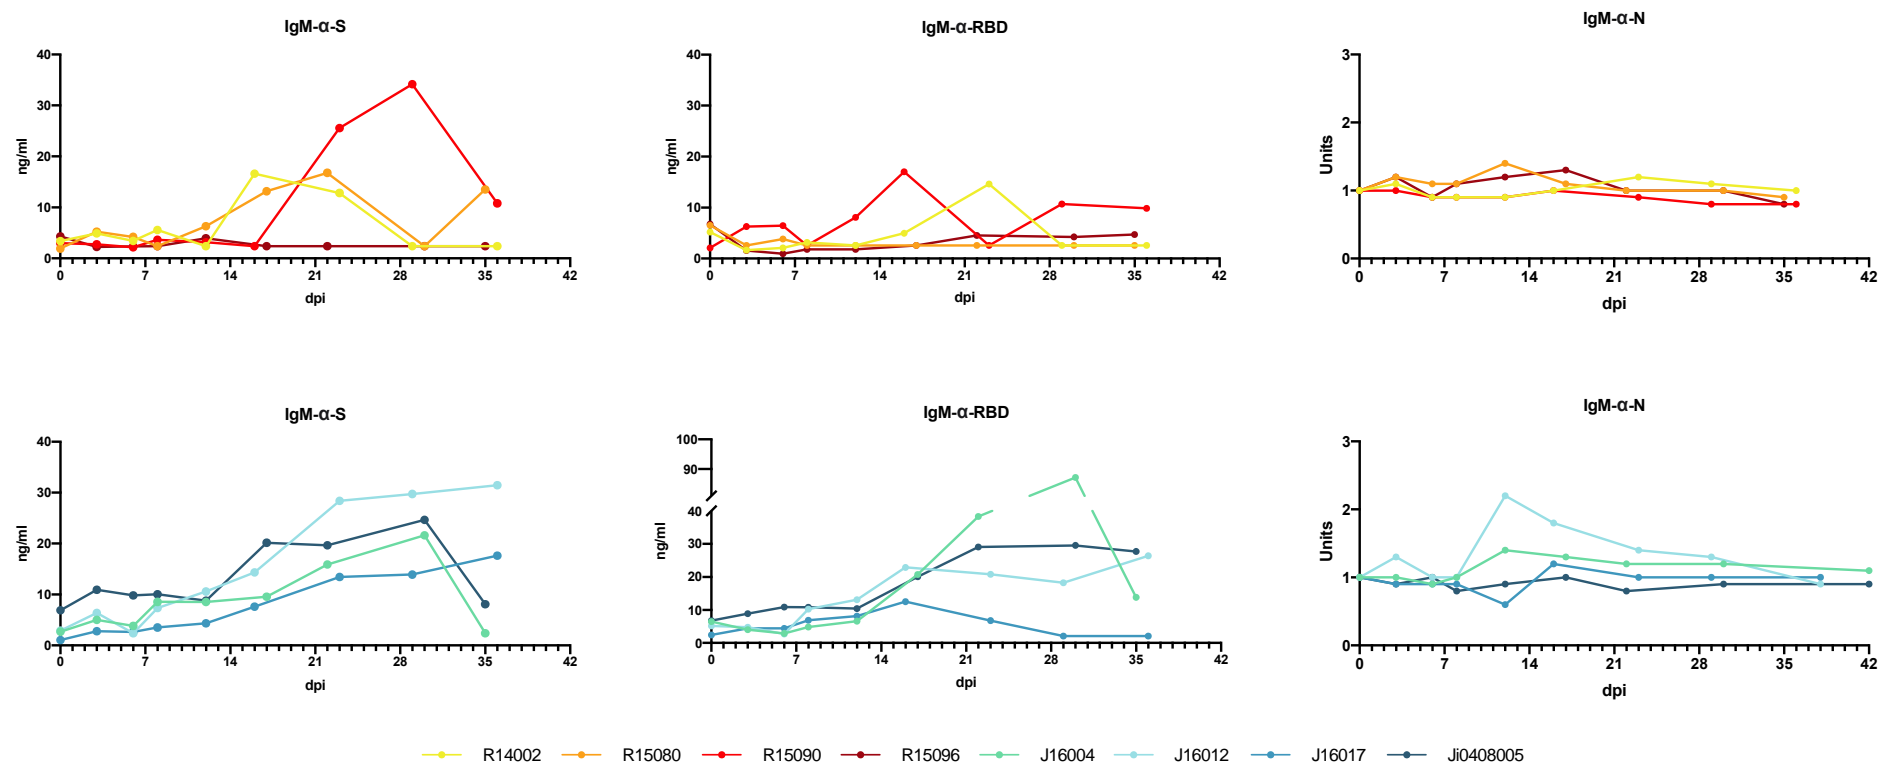 IgM-α-S
40
30
20
10
0
ng/ml
0 7 14 21 28 35 42
dpi
IgM-α-RBD
40
30
20
10
0
ng/ml
0 7 14 21 28 35 42
dpi
IgM-α-N
3
2
1
0
Units
0 7 14 21 28 35 42
dpi
IgM-α-S
40
30
20
10
0
ng/ml
0 7 14 21 28 35 42
dpi
IgM-α-RBD
100
90
40
30
20
10
0
ng/ml
0 7 14 21 28 35 42
dpi
IgM-α-N
3
2
1
0
Units
0 7 14 21 28 35 42
dpi
R14002 R15080 R15090 R15096 J16004 J16012 J16017 Ji0408005